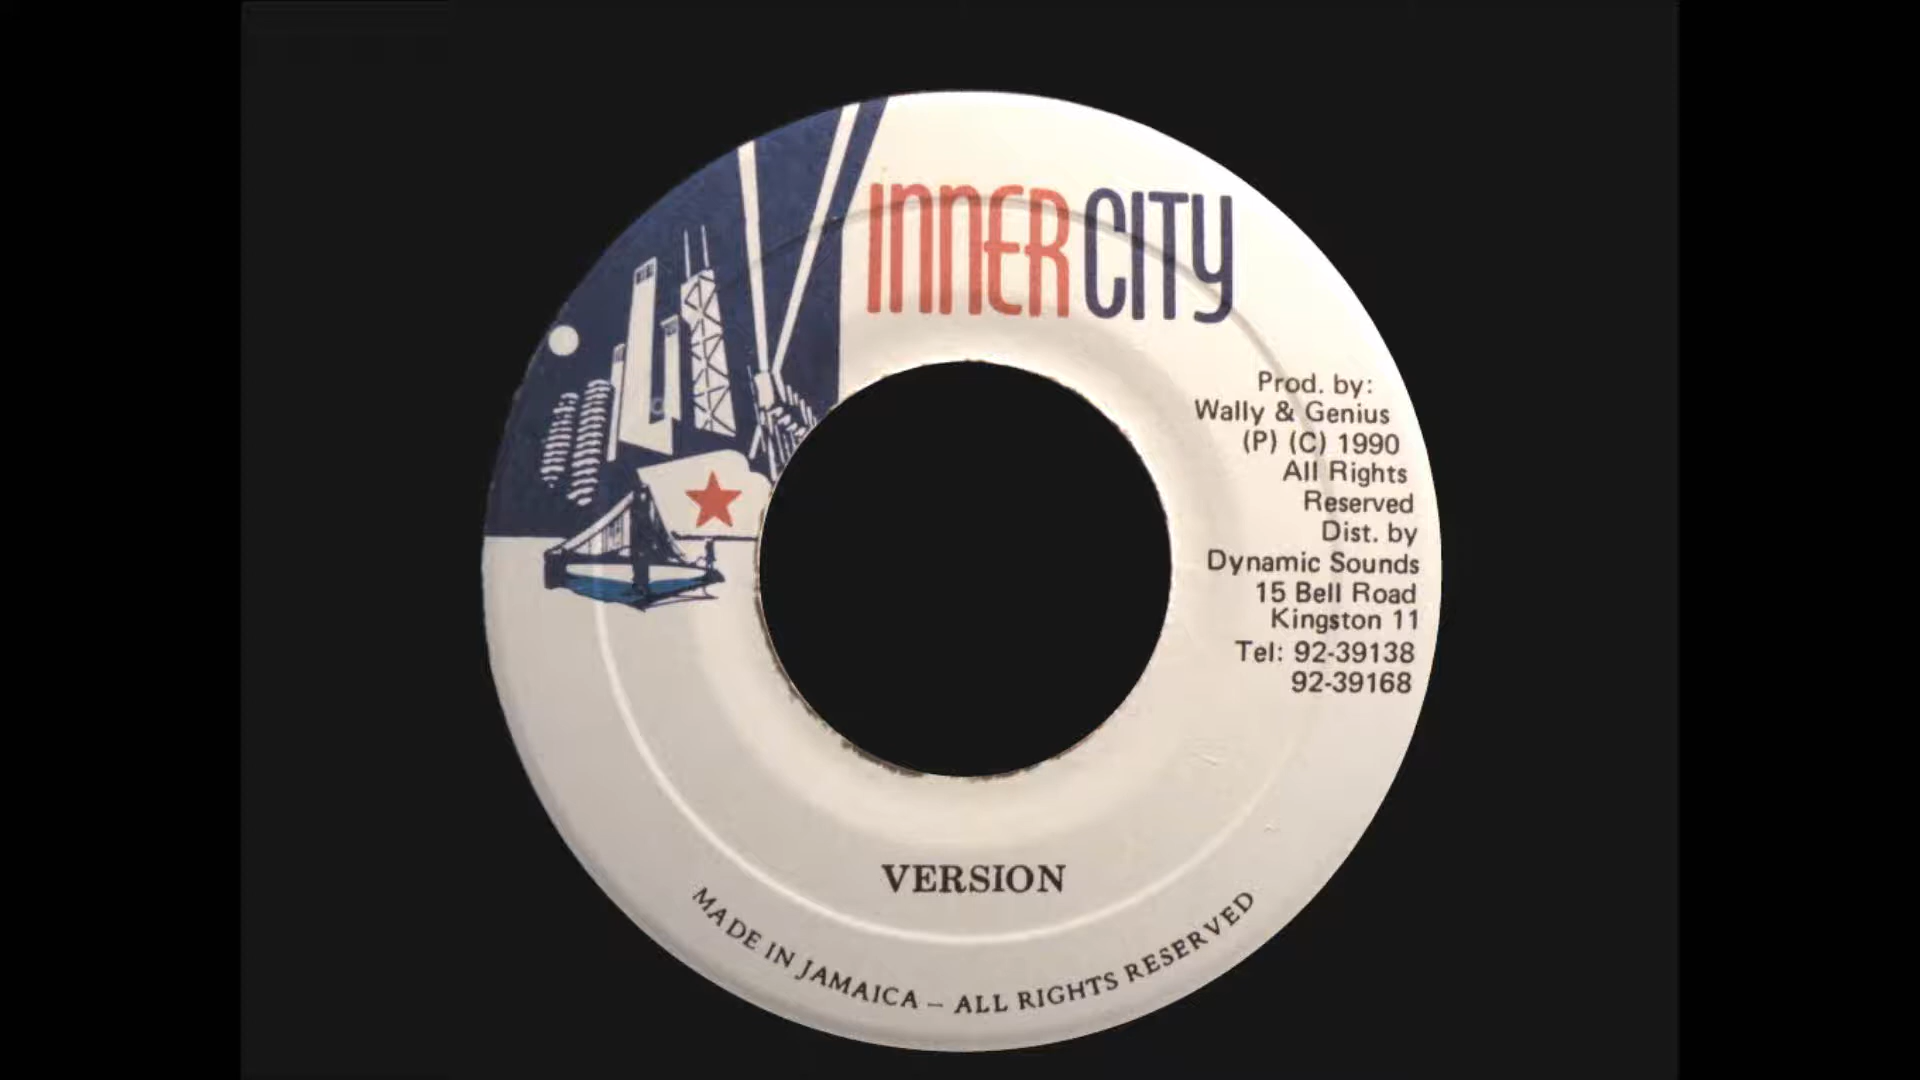 INNER CITY
Prod. by:
Wally & Genius
(P) (C) 1990
All Rights
Reserved
Dist. by
Dynamic Sounds
15 Bell Road
Kingston 11
Tel: 92-39138
92-39168
VERSION
MADE IN JAMAICA – ALL RIGHTS RESERVED